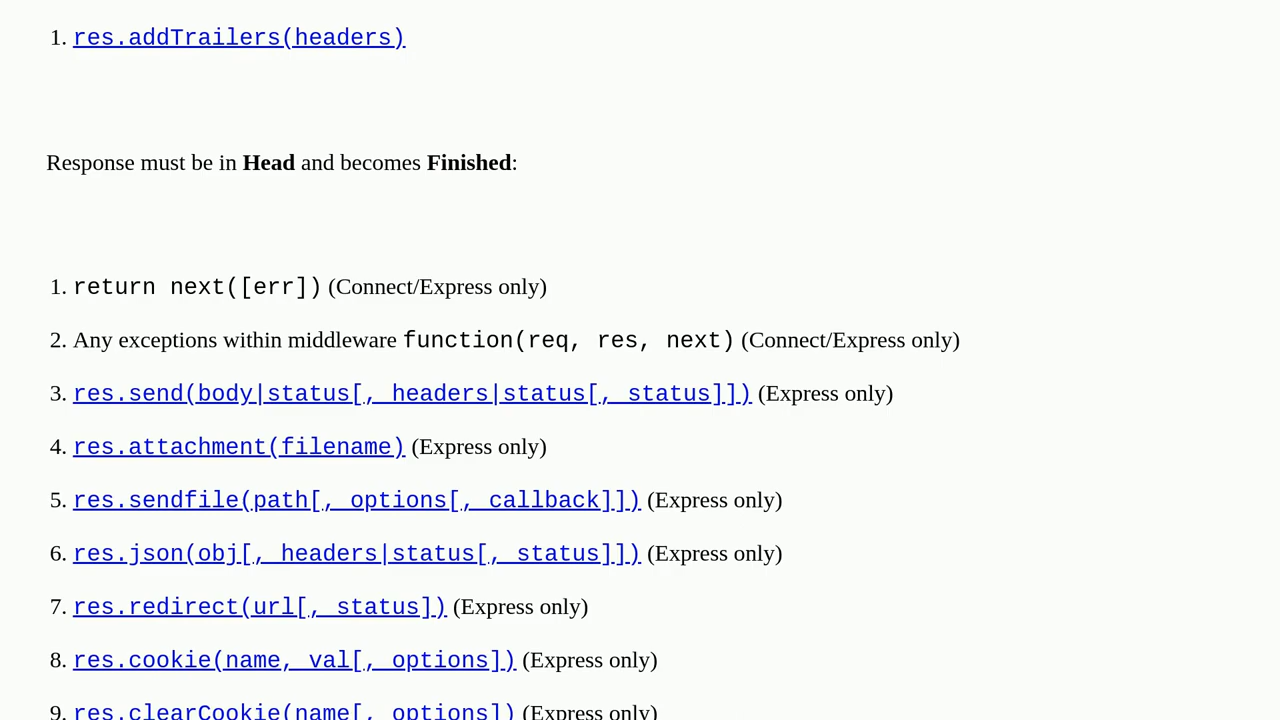 1. res.addTrailers(headers)
Response must be in Head and becomes Finished:
1. return next([err]) (Connect/Express only)
2. Any exceptions within middleware function(req, res, next) (Connect/Express only)
3. res.send(body|status[, headers|status[, status]]) (Express only)
4. res.attachment(filename) (Express only)
5. res.sendfile(path[, options[, callback]]) (Express only)
6. res.json(obj[, headers|status[, status]]) (Express only)
7. res.redirect(url[, status]) (Express only)
8. res.cookie(name, val[, options]) (Express only)
9. res.clearCookie(name[, options]) (Express only)